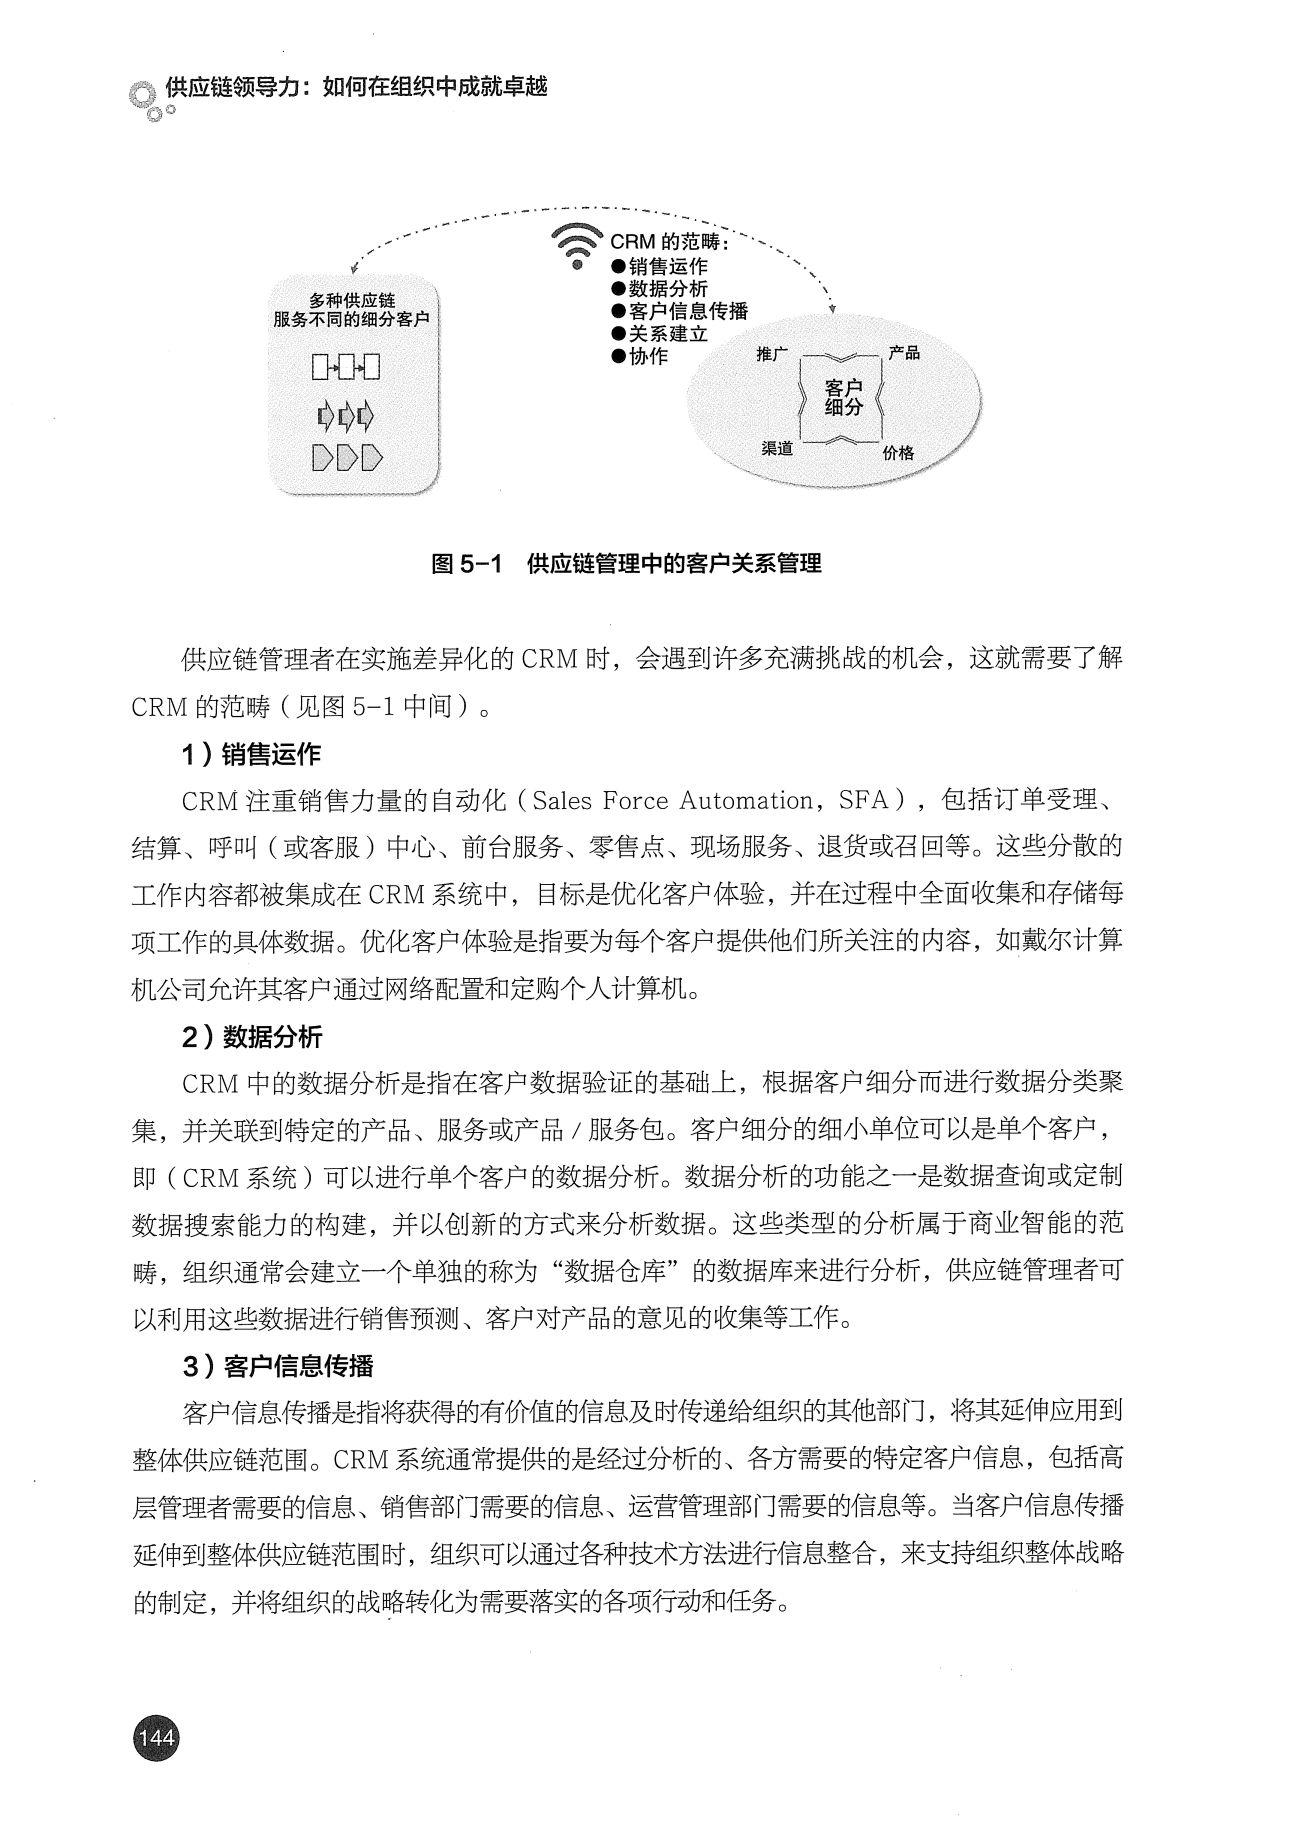 供应链领导力：如何在组织中成就卓越
CRM 的范畴：
●销售运作
●数据分析
●客户信息传播
●关系建立
●协作
多种供应链
服务不同的细分客户
推广
产品
客户
细分
渠道
价格
图 5-1　供应链管理中的客户关系管理
供应链管理者在实施差异化的 CRM 时，会遇到许多充满挑战的机会，这就需要了解
CRM 的范畴（见图 5-1 中间）。
1）销售运作
CRM 注重销售力量的自动化（Sales Force Automation，SFA），包括订单受理、
结算、呼叫（或客服）中心、前台服务、零售点、现场服务、退货或召回等。这些分散的
工作内容都被集成在 CRM 系统中，目标是优化客户体验，并在过程中全面收集和存储每
项工作的具体数据。优化客户体验是指要为每个客户提供他们所关注的内容，如戴尔计算
机公司允许其客户通过网络配置和定购个人计算机。
2）数据分析
CRM 中的数据分析是指在客户数据验证的基础上，根据客户细分而进行数据分类聚
集，并关联到特定的产品、服务或产品 / 服务包。客户细分的细小单位可以是单个客户，
即（CRM 系统）可以进行单个客户的数据分析。数据分析的功能之一是数据查询或定制
数据搜索能力的构建，并以创新的方式来分析数据。这些类型的分析属于商业智能的范
畴，组织通常会建立一个单独的称为“数据仓库”的数据库来进行分析，供应链管理者可
以利用这些数据进行销售预测、客户对产品的意见的收集等工作。
3）客户信息传播
客户信息传播是指将获得的有价值的信息及时传递给组织的其他部门，将其延伸应用到
整体供应链范围。CRM 系统通常提供的是经过分析的、各方需要的特定客户信息，包括高
层管理者需要的信息、销售部门需要的信息、运营管理部门需要的信息等。当客户信息传播
延伸到整体供应链范围时，组织可以通过各种技术方法进行信息整合，来支持组织整体战略
的制定，并将组织的战略转化为需要落实的各项行动和任务。
144